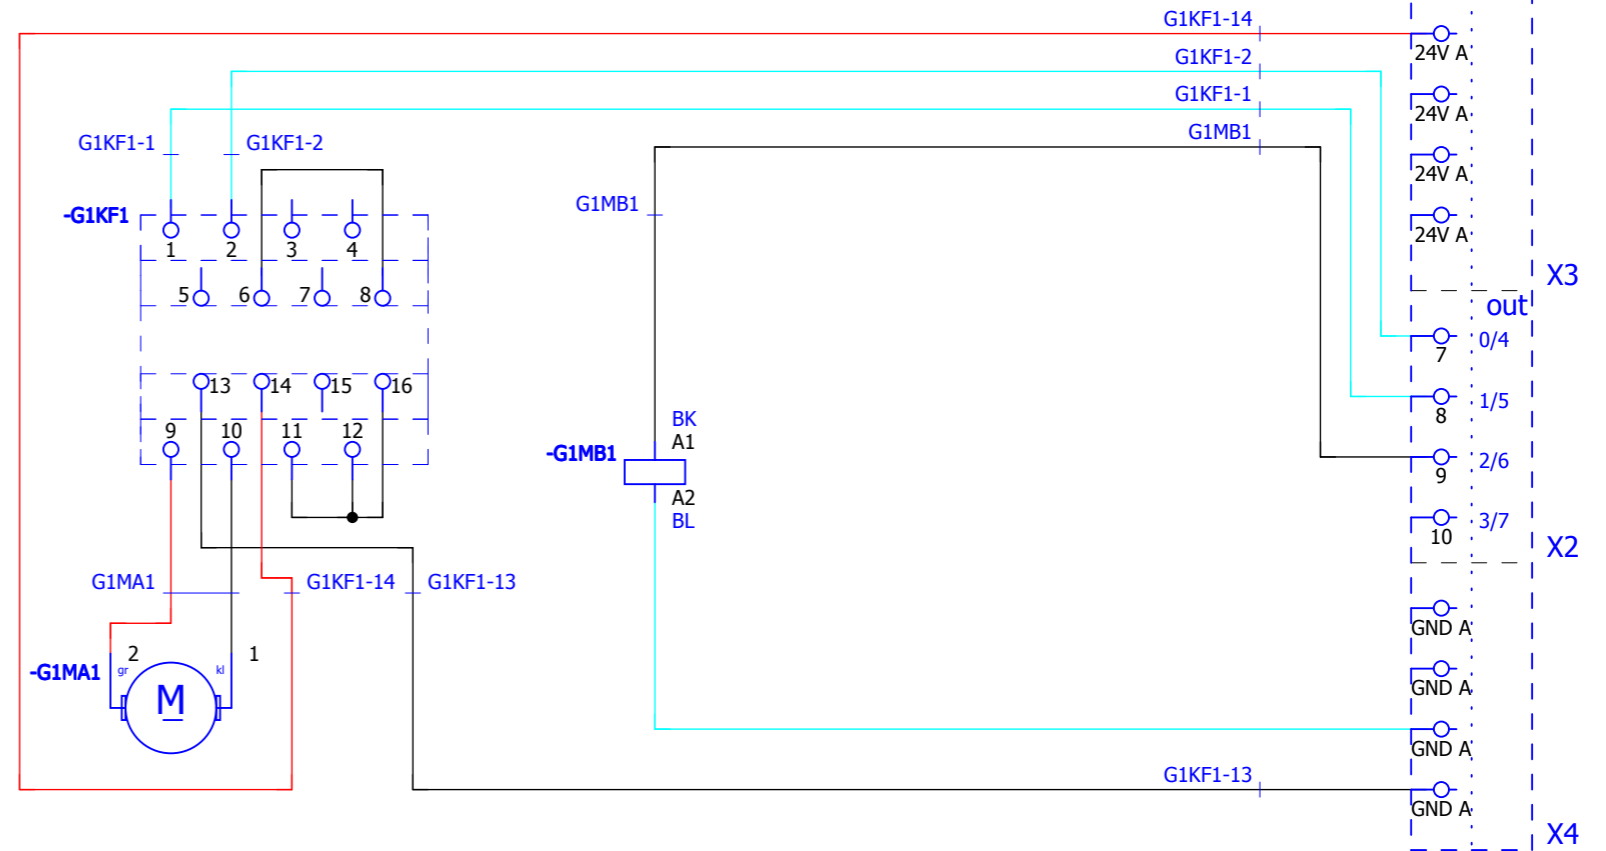 G1KF1-14
24V A
G1KF1-2
G1KF1-1
24V A
G1MB1
G1KF1-1 G1KF1-2
24V A
-G1KF1
G1MB1
1 2 3 4
24V A
5 6 7 8
X3
out
7 0/4
13 14 15 16
8 1/5
9 10 11 12
BK
A1
-G1MB1
9 2/6
A2
BL
10 3/7
X2
G1MA1 G1KF1-14 G1KF1-13
GND A
2 1
gr kl
-G1MA1
M
GND A
GND A
G1KF1-13
GND A
X4